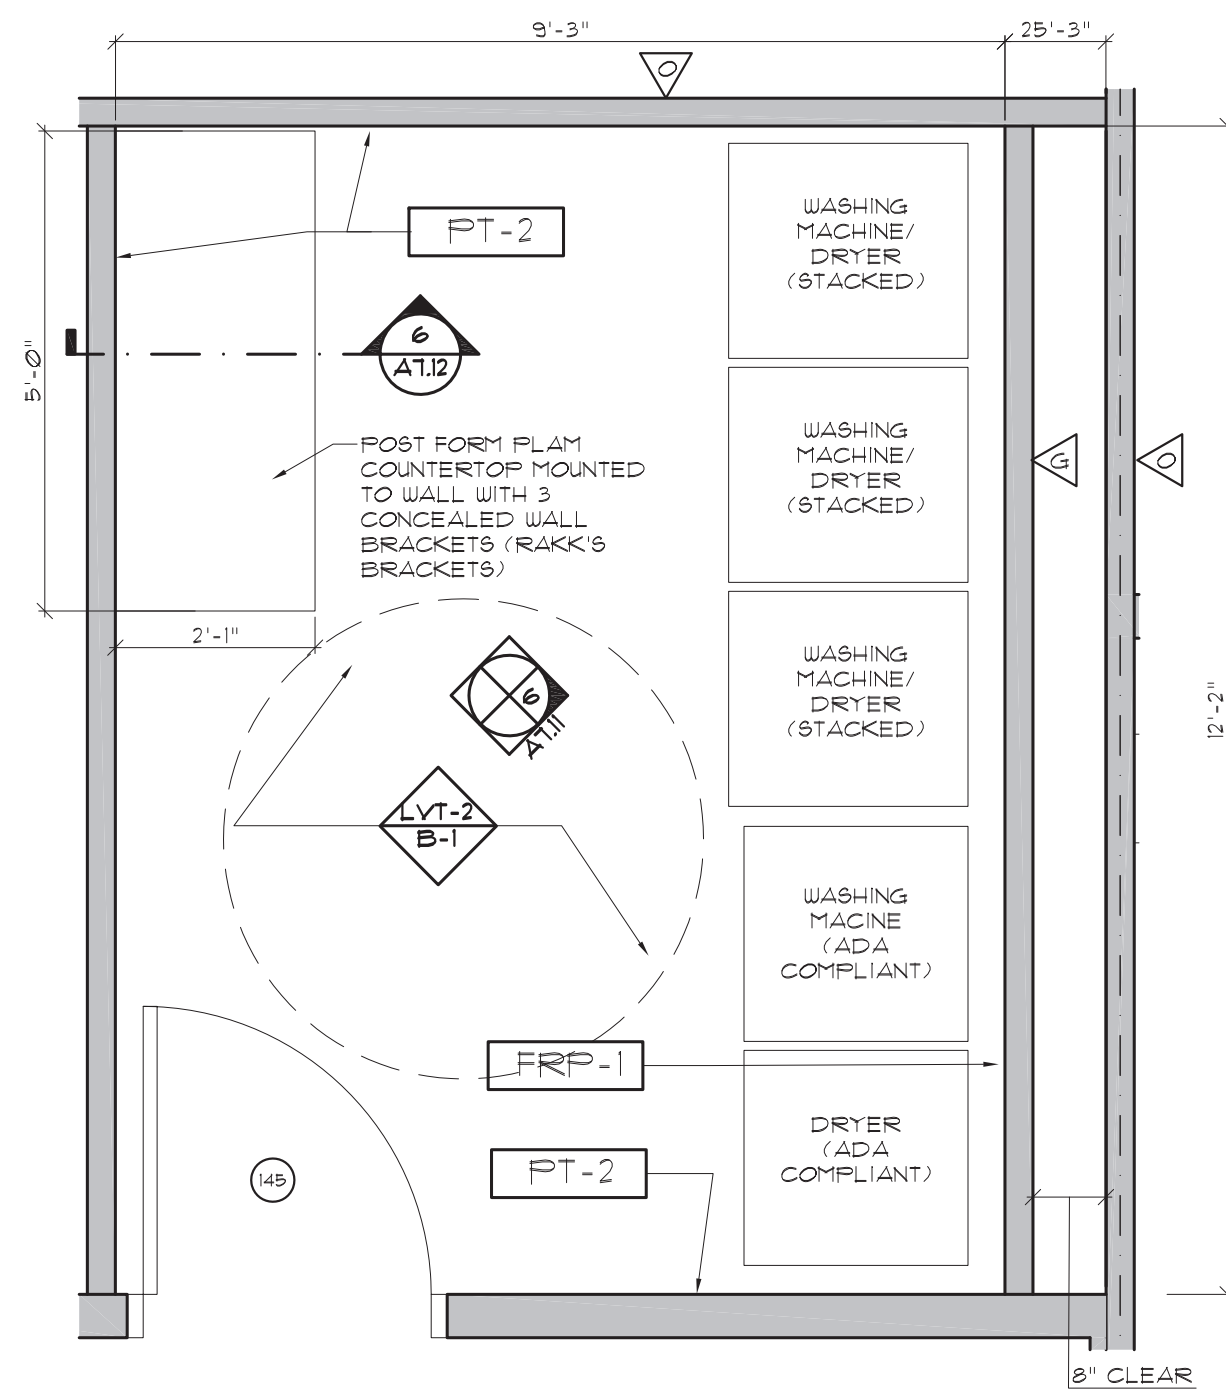 9'-3"
25'-3"
O
WASHING
MACHINE/
DRYER
(STACKED)
PT-2
6
A7.12
5'-0"
POST FORM PLAM
COUNTERTOP MOUNTED
TO WALL WITH 3
CONCEALED WALL
BRACKETS (RAKK'S
BRACKETS)
WASHING
MACHINE/
DRYER
(STACKED)
G
O
2'-1"
6
A7.11
WASHING
MACHINE/
DRYER
(STACKED)
12'-2"
LVT-2
B-1
WASHING
MACINE
(ADA
COMPLIANT)
FRP-1
DRYER
(ADA
COMPLIANT)
PT-2
145
8" CLEAR